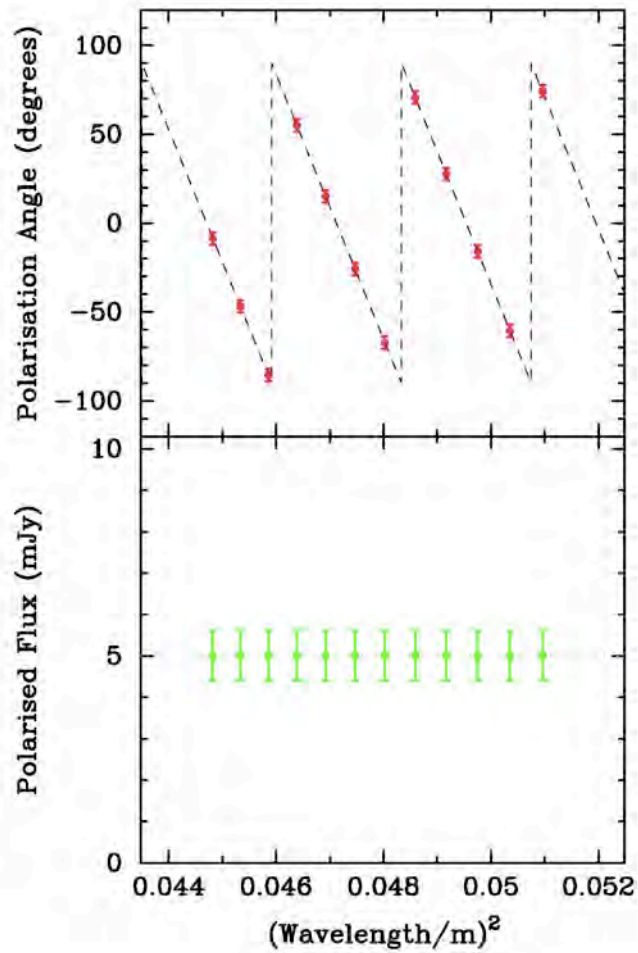 100
50
0
−50
−100
Polarisation Angle (degrees)
10
5
0
Polarised Flux (mJy)
0.044 0.046 0.048 0.05 0.052
(Wavelength/m)²